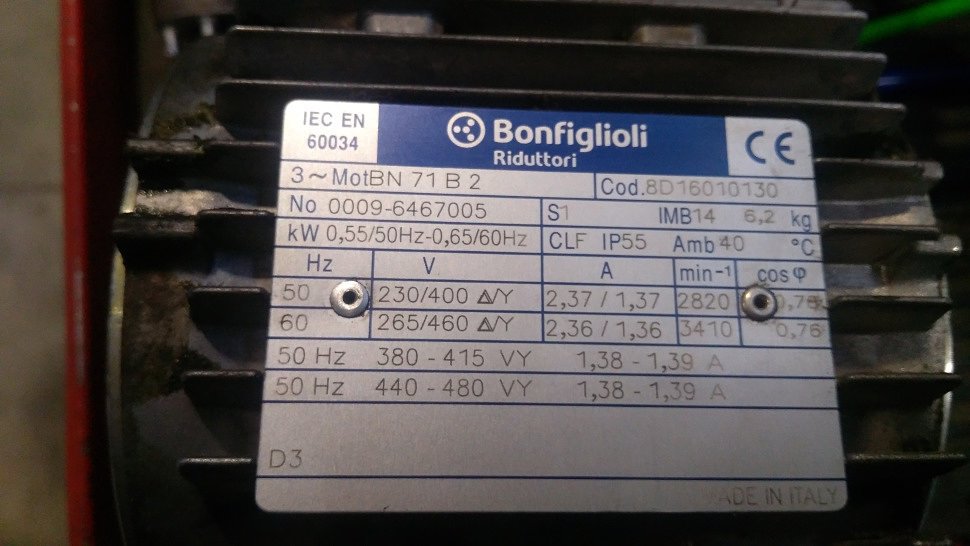 IEC EN
60034
Bonfiglioli
Riduttori
CE
3~MotBN 71 B 2
Cod.8D16010130
No 0009-6467005
S1 IMB14 6,2 kg
kW 0,55/50Hz-0,65/60Hz
CLF IP55 Amb 40 °C
Hz V A min-1 cosφ
50 230/400 Δ/Y 2,37 / 1,37 2820
60 265/460 Δ/Y 2,36 / 1,36 3410 0,76
50 Hz 380 - 415 VY 1,38 - 1,39 A
50 Hz 440 - 480 VY 1,38 - 1,39 A
D3
MADE IN ITALY